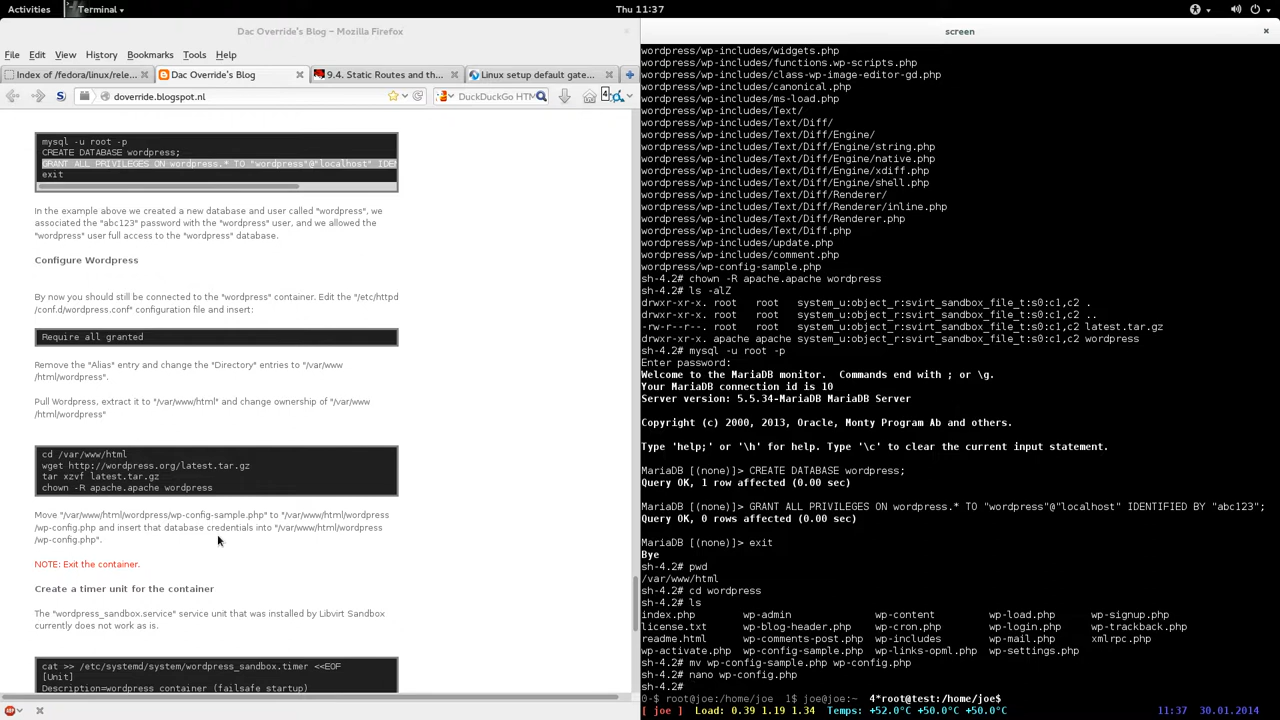 Activities Terminal Thu 11:37
Dac Override's Blog – Mozilla Firefox
File Edit View History Bookmarks Tools Help
Index of /fedora/linux/rele... Dac Override's Blog 9.4. Static Routes and th... Linux setup default gate...
doverride.blogspot.nl DuckDuckGo HTM
mysql -u root -p
CREATE DATABASE wordpress;
GRANT ALL PRIVILEGES ON wordpress.* TO "wordpress"@"localhost" IDEN
exit
In the example above we created a new database and user called "wordpress", we
associated the "abc123" password with the "wordpress" user, and we allowed the
"wordpress" user full access to the "wordpress" database.
Configure Wordpress
By now you should still be connected to the "wordpress" container. Edit the "/etc/httpd
/conf.d/wordpress.conf" configuration file and insert:
Require all granted
Remove the "Alias" entry and change the "Directory" entries to "/var/www
/html/wordpress".
Pull Wordpress, extract it to "/var/www/html" and change ownership of "/var/www
/html/wordpress"
cd /var/www/html
wget http://wordpress.org/latest.tar.gz
tar xzvf latest.tar.gz
chown -R apache.apache wordpress
Move "/var/www/html/wordpress/wp-config-sample.php" to "/var/www/html/wordpress
/wp-config.php and insert that database credentials into "/var/www/html/wordpress
/wp-config.php".
NOTE: Exit the container.
Create a timer unit for the container
The "wordpress_sandbox.service" service unit that was installed by Libvirt Sandbox
currently does not work as is.
cat >> /etc/systemd/system/wordpress_sandbox.timer <<EOF
[Unit]
Description=wordpress container (failsafe startup)
screen
wordpress/wp-includes/widgets.php
wordpress/wp-includes/functions.wp-scripts.php
wordpress/wp-includes/class-wp-image-editor-gd.php
wordpress/wp-includes/canonical.php
wordpress/wp-includes/ms-load.php
wordpress/wp-includes/Text/
wordpress/wp-includes/Text/Diff/
wordpress/wp-includes/Text/Diff/Engine/
wordpress/wp-includes/Text/Diff/Engine/string.php
wordpress/wp-includes/Text/Diff/Engine/native.php
wordpress/wp-includes/Text/Diff/Engine/xdiff.php
wordpress/wp-includes/Text/Diff/Engine/shell.php
wordpress/wp-includes/Text/Diff/Renderer/
wordpress/wp-includes/Text/Diff/Renderer/inline.php
wordpress/wp-includes/Text/Diff/Renderer.php
wordpress/wp-includes/Text/Diff.php
wordpress/wp-includes/update.php
wordpress/wp-includes/comment.php
wordpress/wp-config-sample.php
sh-4.2# chown -R apache.apache wordpress
sh-4.2# ls -alZ
drwxr-xr-x. root root system_u:object_r:svirt_sandbox_file_t:s0:c1,c2 .
drwxr-xr-x. root root system_u:object_r:svirt_sandbox_file_t:s0:c1,c2 ..
-rw-r--r--. root root system_u:object_r:svirt_sandbox_file_t:s0:c1,c2 latest.tar.gz
drwxr-xr-x. apache apache system_u:object_r:svirt_sandbox_file_t:s0:c1,c2 wordpress
sh-4.2# mysql -u root -p
Enter password:
Welcome to the MariaDB monitor. Commands end with ; or \g.
Your MariaDB connection id is 10
Server version: 5.5.34-MariaDB MariaDB Server
Copyright (c) 2000, 2013, Oracle, Monty Program Ab and others.
Type 'help;' or '\h' for help. Type '\c' to clear the current input statement.
MariaDB [(none)]> CREATE DATABASE wordpress;
Query OK, 1 row affected (0.00 sec)
MariaDB [(none)]> GRANT ALL PRIVILEGES ON wordpress.* TO "wordpress"@"localhost" IDENTIFIED BY "abc123";
Query OK, 0 rows affected (0.00 sec)
MariaDB [(none)]> exit
Bye
sh-4.2# pwd
/var/www/html
sh-4.2# cd wordpress
sh-4.2# ls
index.php wp-admin wp-content wp-load.php wp-signup.php
license.txt wp-blog-header.php wp-cron.php wp-login.php wp-trackback.php
readme.html wp-comments-post.php wp-includes wp-mail.php xmlrpc.php
wp-activate.php wp-config-sample.php wp-links-opml.php wp-settings.php
sh-4.2# mv wp-config-sample.php wp-config.php
sh-4.2# nano wp-config.php
sh-4.2#
0-$ root@joe:/home/joe 1$ joe@joe:~ 4*root@test:/home/joe$
[ joe ] Load: 0.39 1.19 1.34 Temps: +52.0°C +50.0°C +50.0°C 11:37 30.01.2014